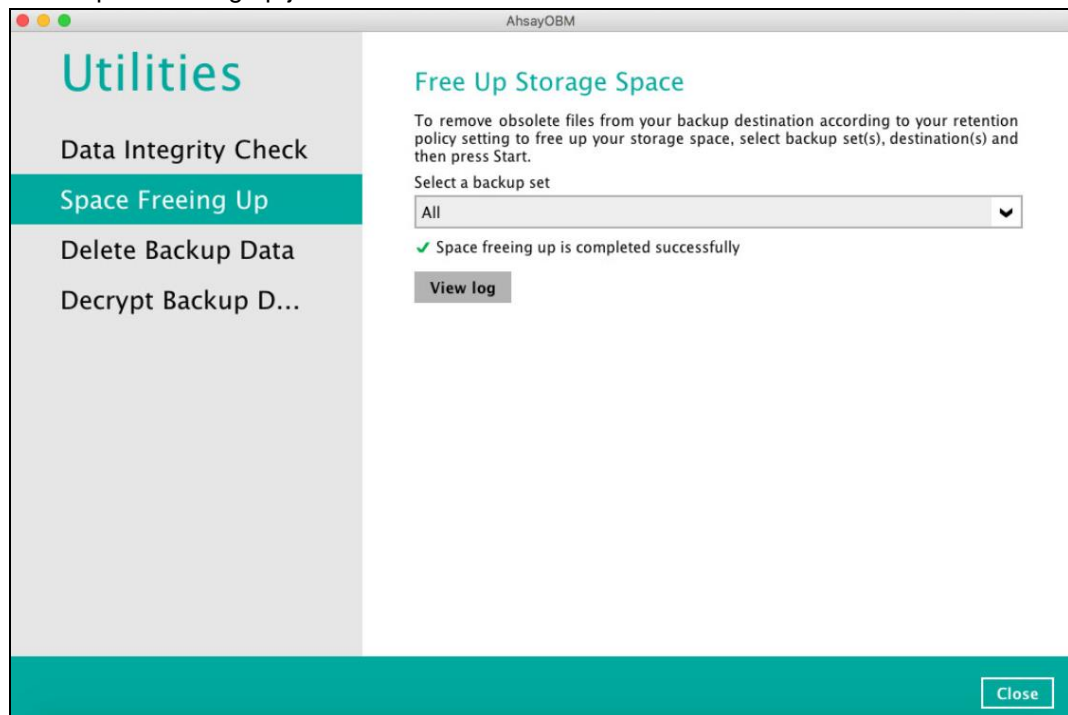 AhsayOBM
Utilities
Data Integrity Check
Space Freeing Up
Delete Backup Data
Decrypt Backup D...
Free Up Storage Space
To remove obsolete files from your backup destination according to your retention
policy setting to free up your storage space, select backup set(s), destination(s) and
then press Start.
Select a backup set
All
Space freeing up is completed successfully
View log
Close